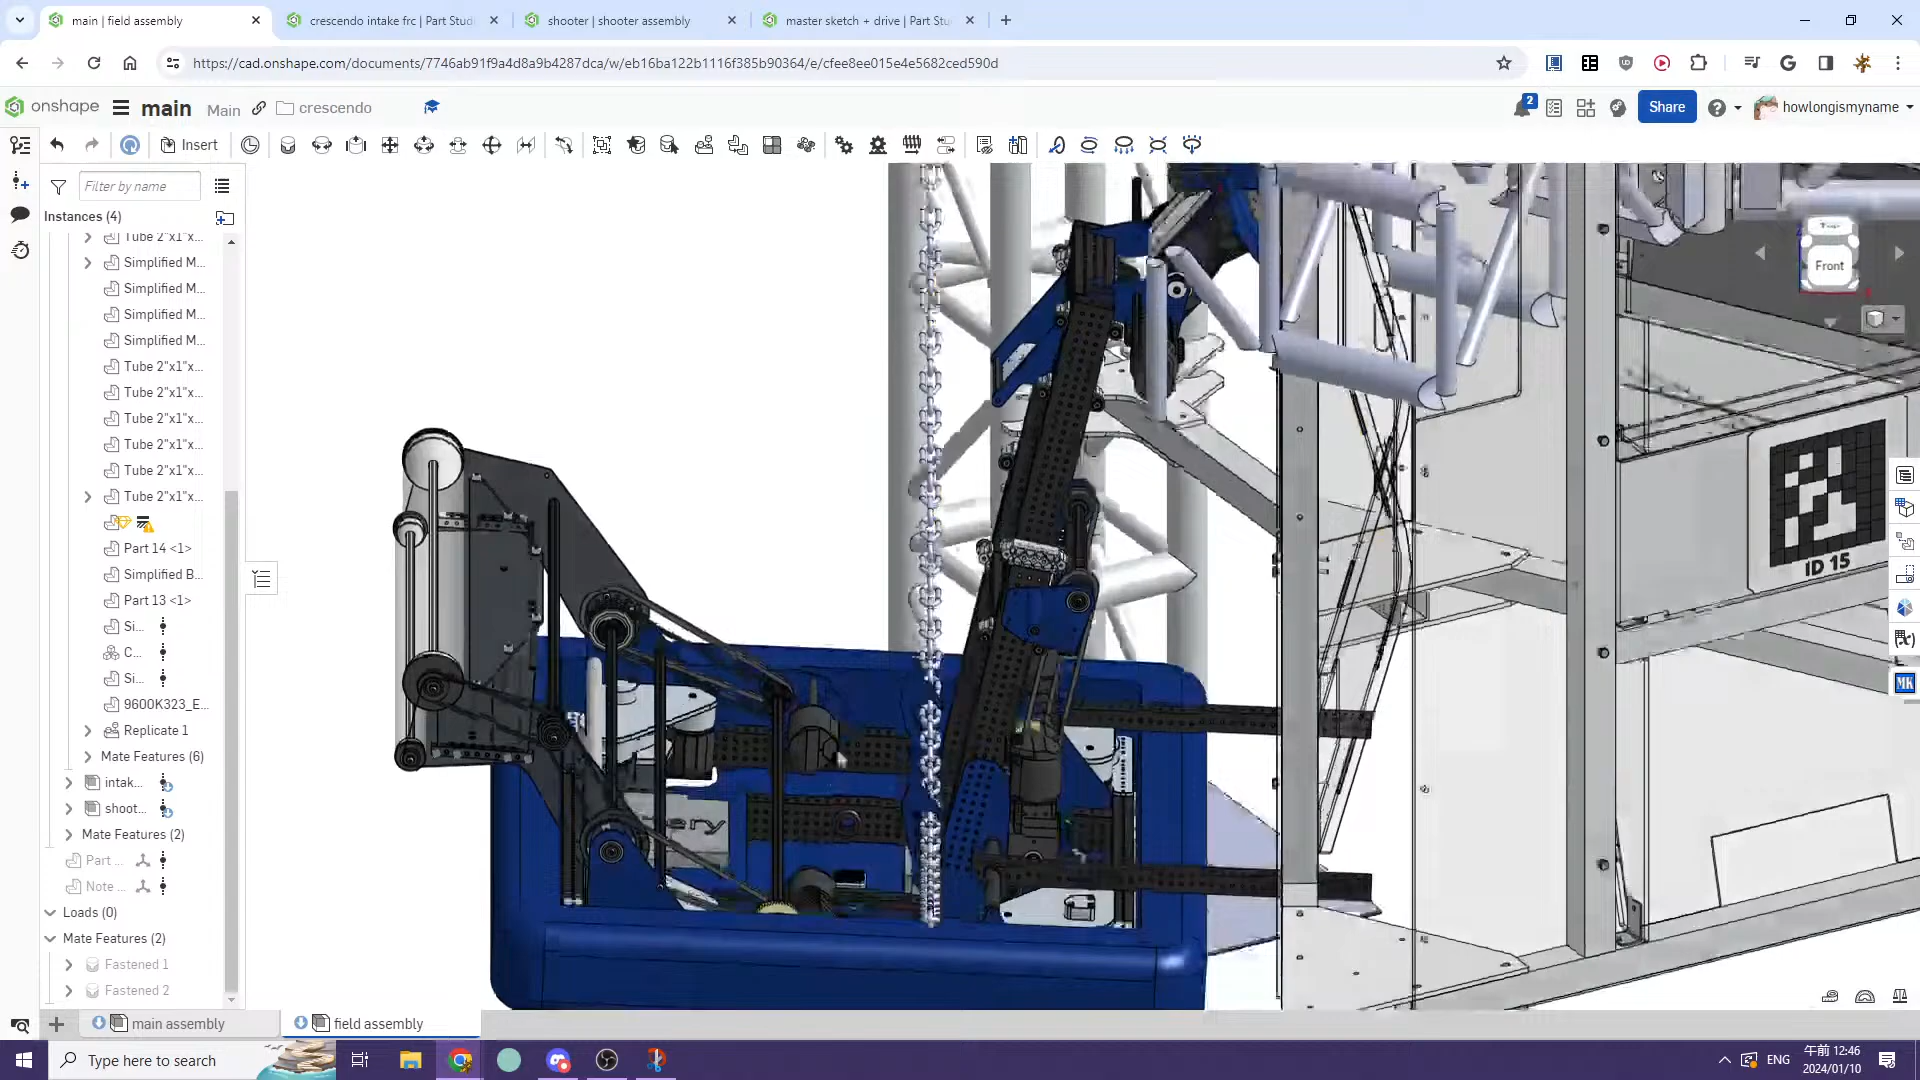 main | field assembly
crescendo intake frc | Part Studi
shooter | shooter assembly
master sketch + drive | Part Stu
https://cad.onshape.com/documents/7746ab91f9a4d8a9b4287dca/w/eb16ba122b1116f385b90364/e/cfee8ee015e4e5682ced590d
onshape
main
Main
crescendo
2
Share
howlongismyname
Insert
Filter by name
Instances (4)
Tube 2"x1"x...
Simplified M...
Simplified M...
Simplified M...
Simplified M...
Tube 2"x1"x...
Tube 2"x1"x...
Tube 2"x1"x...
Tube 2"x1"x...
Tube 2"x1"x...
Tube 2"x1"x...
Part 14 <1>
Simplified B...
Part 13 <1>
Si...
C...
Si...
9600K323_E...
Replicate 1
Mate Features (6)
intak...
shoot...
Mate Features (2)
Part ...
Note ...
Loads (0)
Mate Features (2)
Fastened 1
Fastened 2
Front
ID 15
MK
main assembly
field assembly
Type here to search
ENG
午前 12:46
2024/01/10